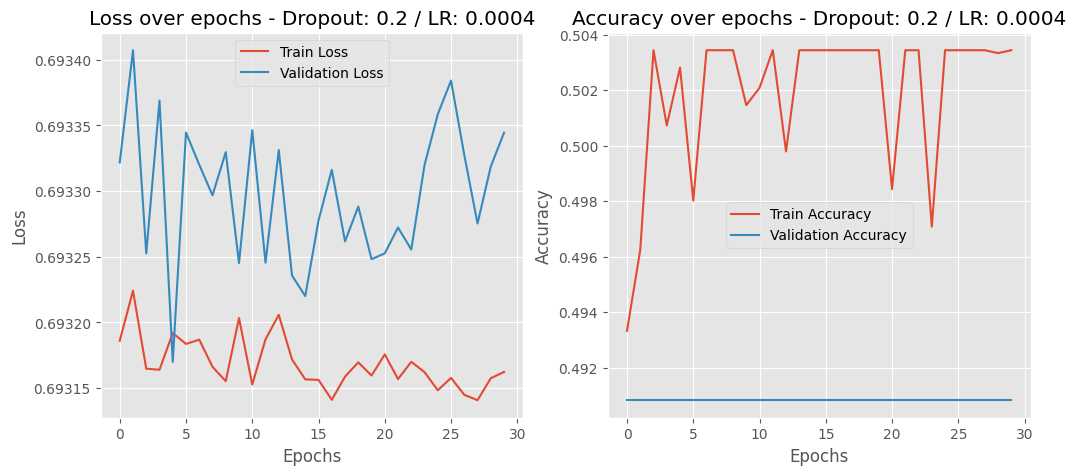 Loss over epochs - Dropout: 0.2 / LR: 0.0004
Train Loss
Validation Loss
0.69340
0.69335
0.69330
0.69325
0.69320
0.69315
Loss
0 5 10 15 20 25 30
Epochs
Accuracy over epochs - Dropout: 0.2 / LR: 0.0004
0.504
0.502
0.500
0.498
0.496
0.494
0.492
Accuracy
Train Accuracy
Validation Accuracy
0 5 10 15 20 25 30
Epochs